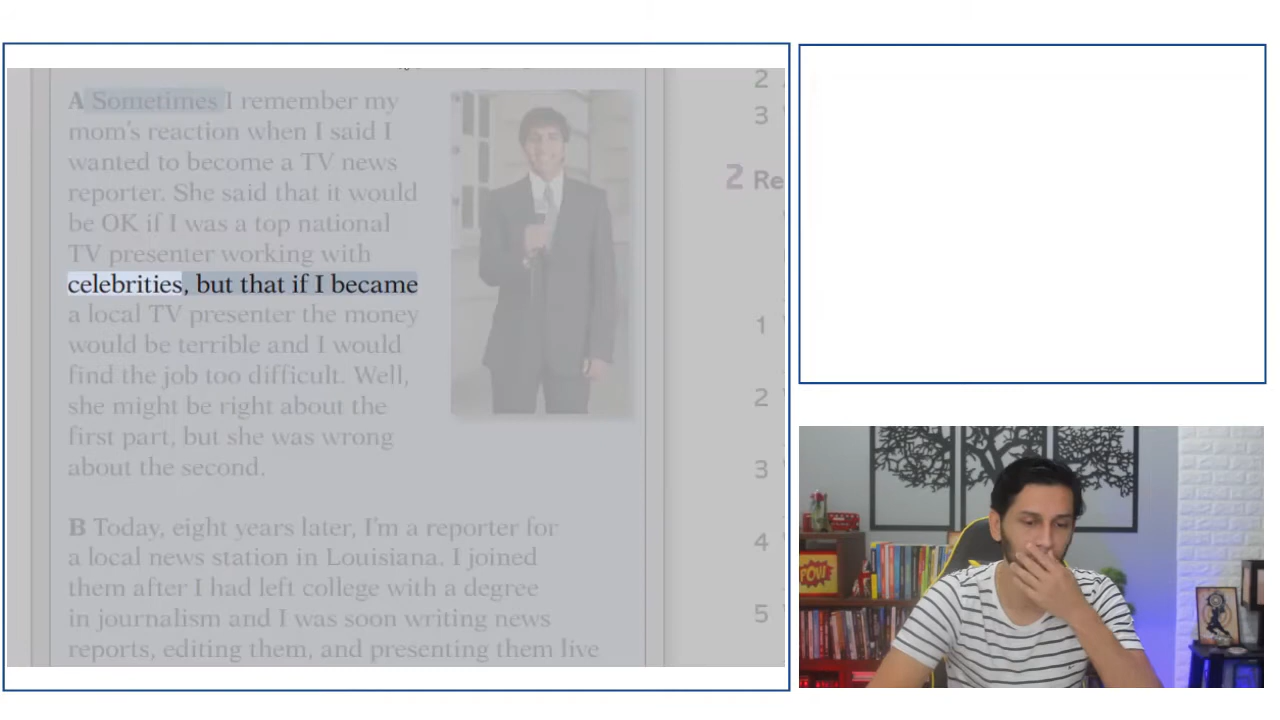 A Sometimes I remember my
mom's reaction when I said I
wanted to become a TV news
reporter. She said that it would
be OK if I was a top national
TV presenter working with
celebrities, but that if I became
a local TV presenter the money
would be terrible and I would
find the job too difficult. Well,
she might be right about the
first part, but she was wrong
about the second.
B Today, eight years later, I'm a reporter for
a local news station in Louisiana. I joined
them after I had left college with a degree
in journalism and I was soon writing news
reports, editing them, and presenting them live
2
3
2 Re
1
2
3
4
5
POW!